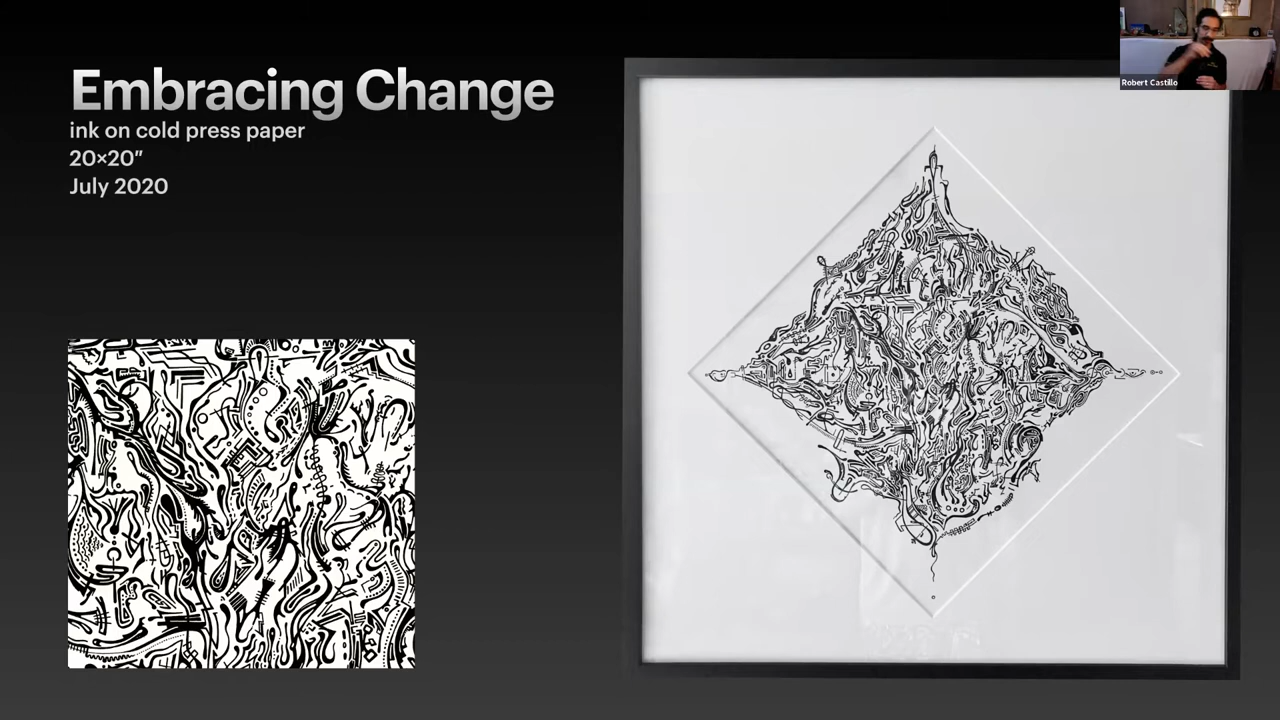 Embracing Change
ink on cold press paper
20×20"
July 2020
Robert Castillo